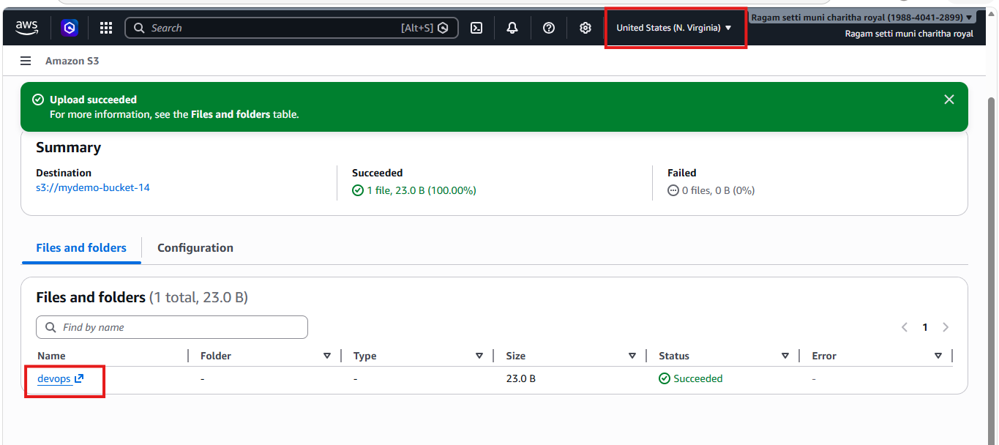 aws
Search
[Alt+S]
United States (N. Virginia) ▼
Ragam setti muni charitha royal (1988-4041-2899) ▼
Ragam setti muni charitha royal
Amazon S3
Upload succeeded
For more information, see the Files and folders table.
Summary
Destination
s3://mydemo-bucket-14
Succeeded
1 file, 23.0 B (100.00%)
Failed
0 files, 0 B (0%)
Files and folders
Configuration
Files and folders (1 total, 23.0 B)
Find by name
1
Name Folder Type Size Status Error
devops - - 23.0 B Succeeded -